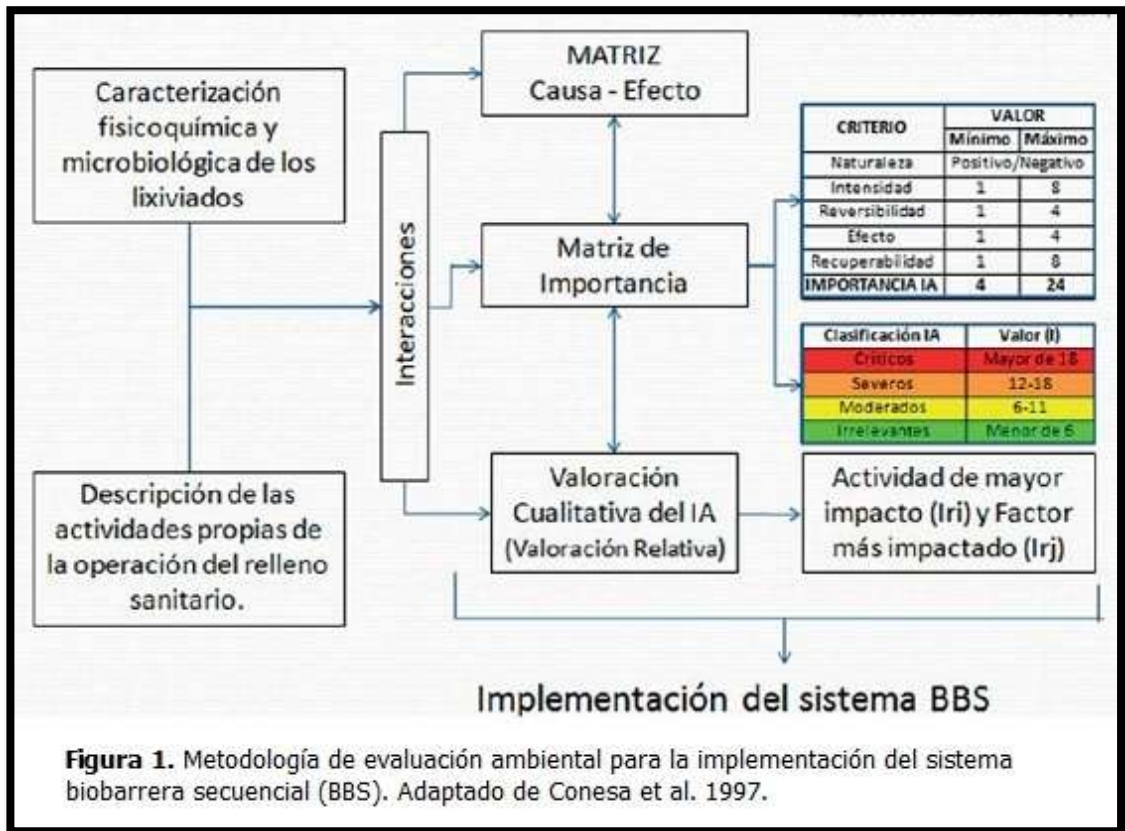 Caracterización
fisicoquímica y
microbiológica de los
lixiviados
Descripción de las
actividades propias de
la operación del relleno
sanitario.
Interacciones
MATRIZ
Causa - Efecto
Matriz de
Importancia
Valoración
Cualitativa del IA
(Valoración Relativa)
CRITERIO VALOR
Mínimo Máximo
Naturaleza Positivo/Negativo
Intensidad 1 8
Reversibilidad 1 4
Efecto 1 4
Recuperabilidad 1 8
IMPORTANCIA IA 4 24
Clasificación IA Valor (I)
Críticos Mayor de 18
Severos 12-18
Moderados 6-11
Irrelevantes Menor de 6
Actividad de mayor
impacto (Iri) y Factor
más impactado (Irj)
Implementación del sistema BBS
Figura 1. Metodología de evaluación ambiental para la implementación del sistema
biobarrera secuencial (BBS). Adaptado de Conesa et al. 1997.